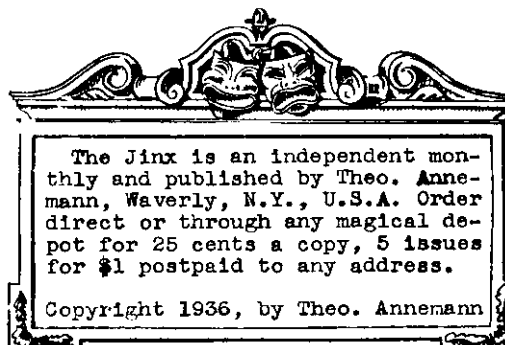 The Jinx is an independent mon-
thly and published by Theo. Anne-
mann, Waverly, N.Y., U.S.A. Order
direct or through any magical de-
pot for 25 cents a copy, 5 issues
for $1 postpaid to any address.
Copyright 1936, by Theo. Annemann